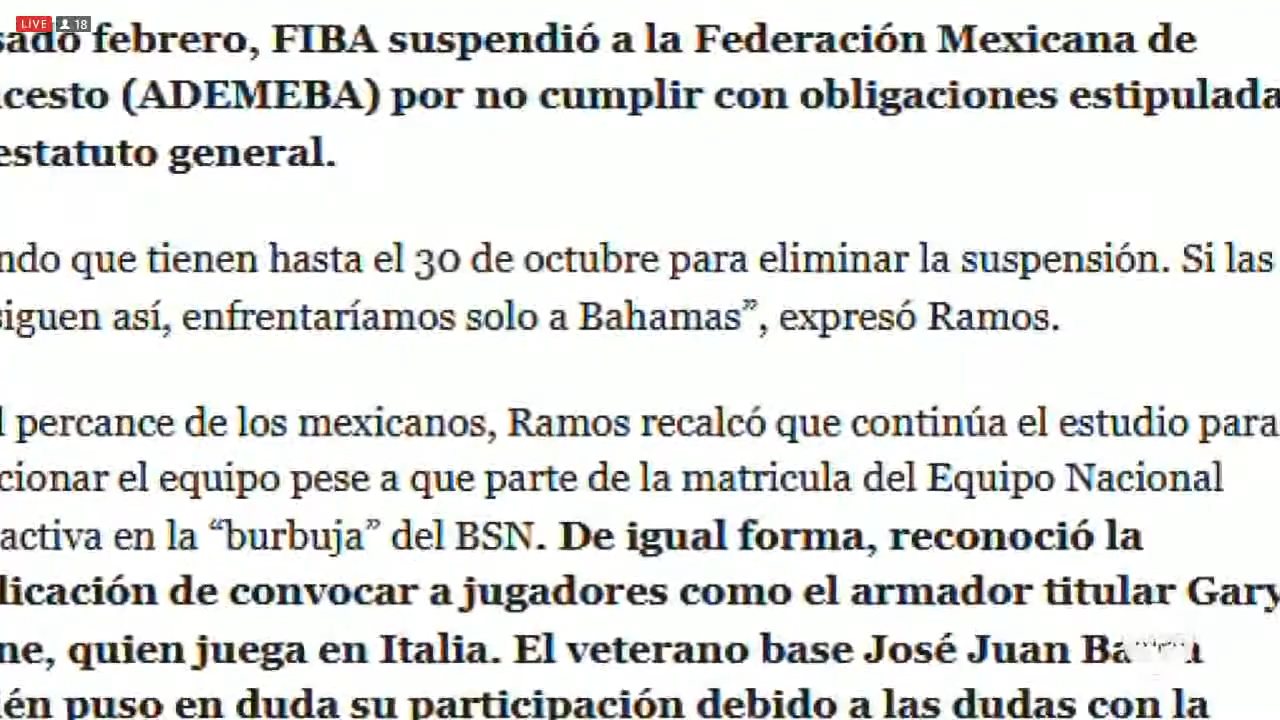 LIVE 18
sado febrero, FIBA suspendió a la Federación Mexicana de
cesto (ADEMEBA) por no cumplir con obligaciones estipulada
estatuto general.
ndo que tienen hasta el 30 de octubre para eliminar la suspensión. Si las
siguen así, enfrentaríamos solo a Bahamas”, expresó Ramos.
l percance de los mexicanos, Ramos recalcó que continúa el estudio para
cionar el equipo pese a que parte de la matricula del Equipo Nacional
activa en la “burbuja” del BSN. De igual forma, reconoció la
licación de convocar a jugadores como el armador titular Gary
ne, quien juega en Italia. El veterano base José Juan
ién puso en duda su participación debido a las dudas con la